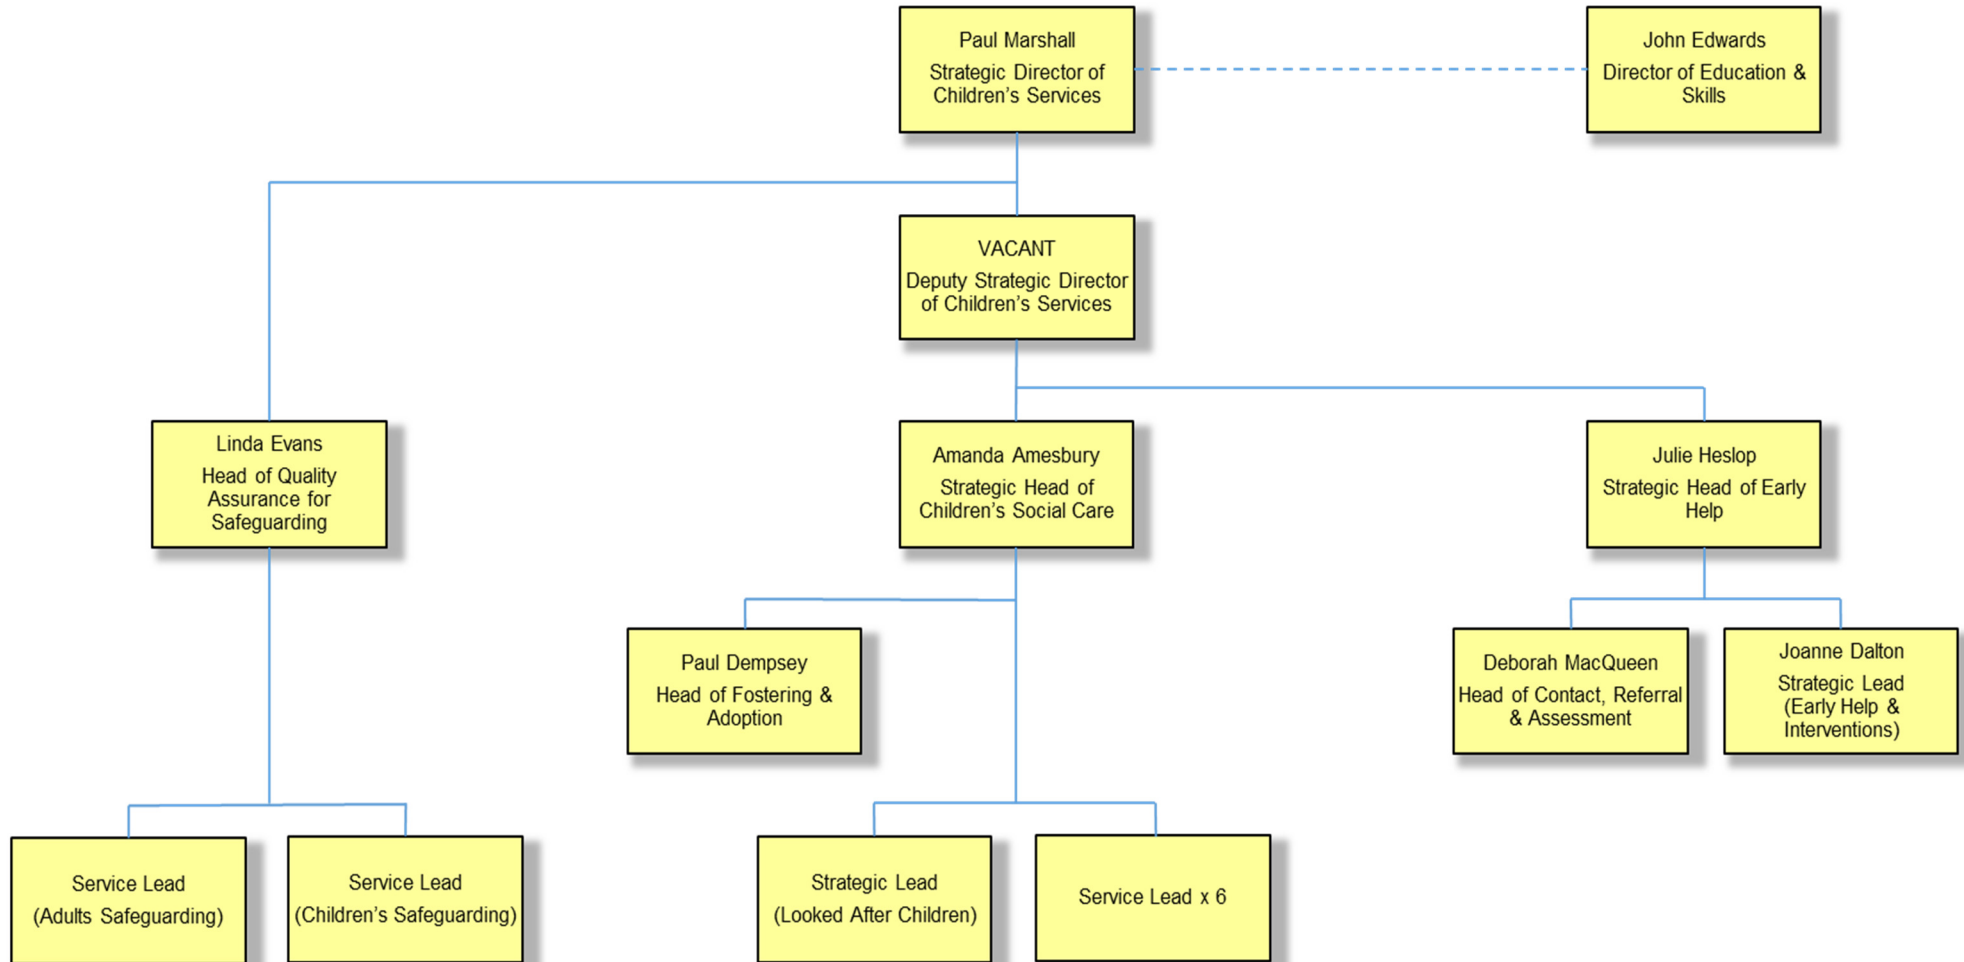 Paul Marshall
Strategic Director of
Children’s Services
John Edwards
Director of Education &
Skills
VACANT
Deputy Strategic Director
of Children’s Services
Linda Evans
Head of Quality
Assurance for
Safeguarding
Amanda Amesbury
Strategic Head of
Children’s Social Care
Julie Heslop
Strategic Head of Early
Help
Paul Dempsey
Head of Fostering &
Adoption
Deborah MacQueen
Head of Contact, Referral
& Assessment
Joanne Dalton
Strategic Lead
(Early Help &
Interventions)
Service Lead
(Adults Safeguarding)
Service Lead
(Children’s Safeguarding)
Strategic Lead
(Looked After Children)
Service Lead x 6